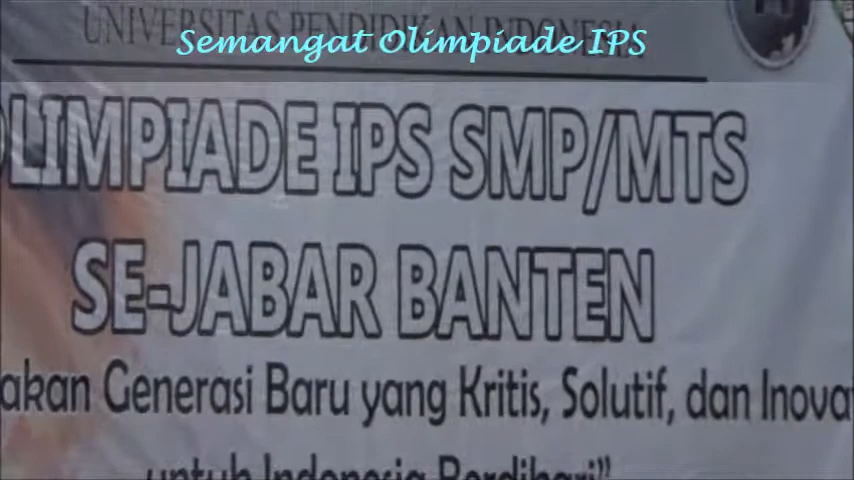 UNIVERSITAS PENDIDIKAN INDONESIA
Semangat Olimpiade IPS
OLIMPIADE IPS SMP/MTS
SE-JABAR BANTEN
akan Generasi Baru yang Kritis, Solutif, dan Inova
untuk Indonesia Berdikari”